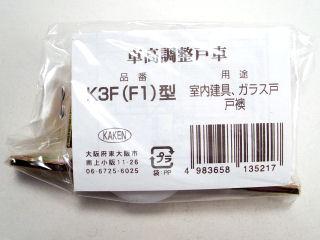 車高調整戸車
品番
用途
K3F(F1)型
室内建具、ガラス戸
戸襖
KAKEN
大阪府東大阪市
南上小阪11-26
06-6725-6025
プラ
袋:PP
4 983658 135217